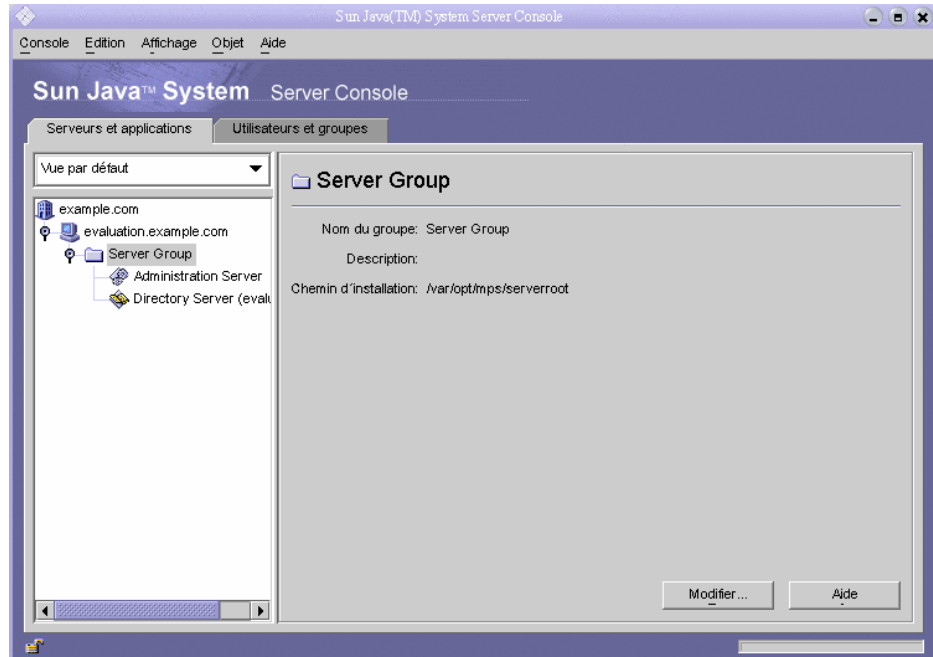 Sun Java(TM) System Server Console
Console Edition Affichage Objet Aide
Sun Java™ System Server Console
Serveurs et applications Utilisateurs et groupes
Vue par défaut
example.com
evaluation.example.com
Server Group
Administration Server
Directory Server (evalu
Server Group
Nom du groupe: Server Group
Description:
Chemin d´installation: /var/opt/mps/serverroot
Modifier... Aide